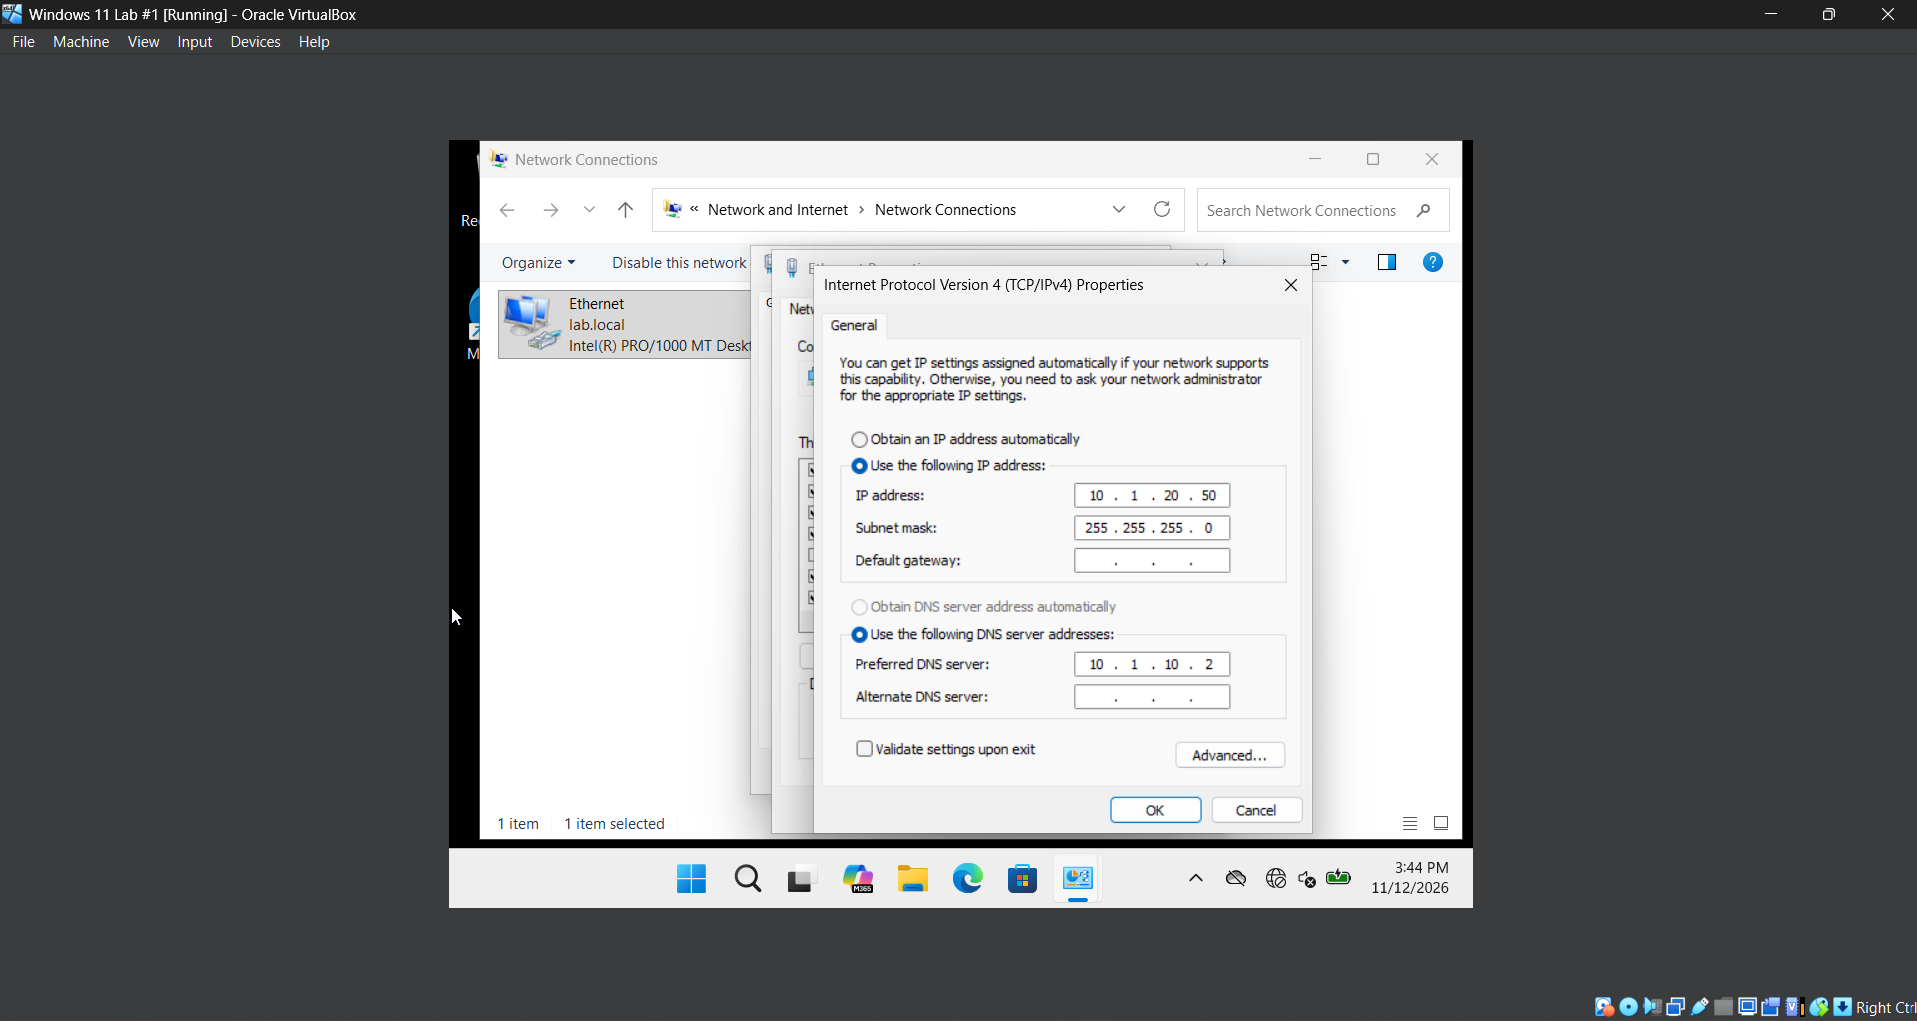 Windows 11 Lab #1 [Running] - Oracle VirtualBox
File Machine View Input Devices Help
Network Connections
« Network and Internet › Network Connections
Search Network Connections
Organize
Disable this network
Ethernet
lab.local
Intel(R) PRO/1000 MT Deskt
Internet Protocol Version 4 (TCP/IPv4) Properties
General
You can get IP settings assigned automatically if your network supports
this capability. Otherwise, you need to ask your network administrator
for the appropriate IP settings.
Obtain an IP address automatically
Use the following IP address:
IP address: 10 . 1 . 20 . 50
Subnet mask: 255 . 255 . 255 . 0
Default gateway: . . .
Obtain DNS server address automatically
Use the following DNS server addresses:
Preferred DNS server: 10 . 1 . 10 . 2
Alternate DNS server: . . .
Validate settings upon exit
Advanced...
OK Cancel
1 item 1 item selected
M365
3:44 PM
11/12/2026
Right Ctrl